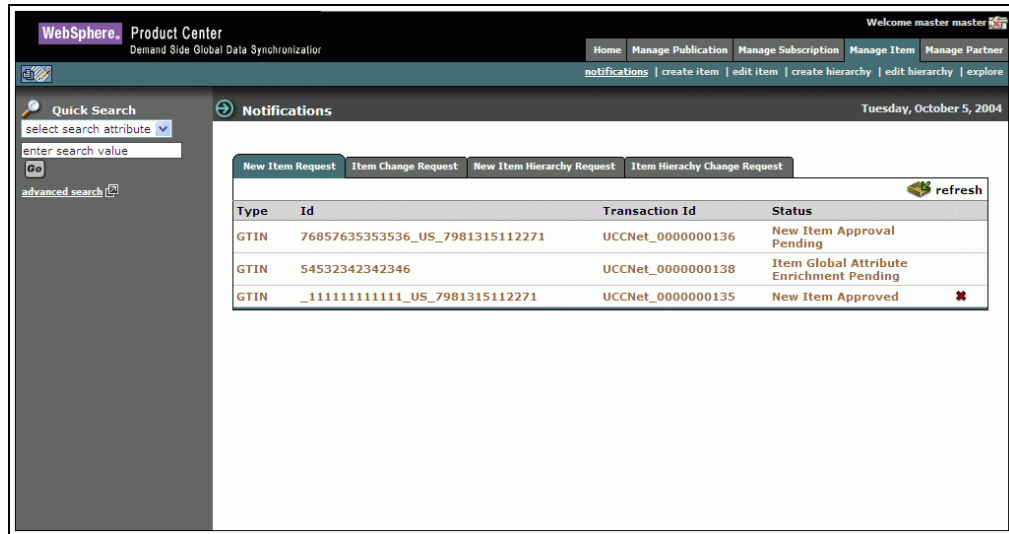 WebSphere. Product Center
Demand Side Global Data Synchronizatior
Welcome master master
Home Manage Publication Manage Subscription Manage Item Manage Partner
notifications | create item | edit item | create hierarchy | edit hierarchy | explore
Quick Search
select search attribute
enter search value
Go
advanced search
Notifications
Tuesday, October 5, 2004
New Item Request Item Change Request New Item Hierarchy Request Item Hierachy Change Request
refresh
Type Id Transaction Id Status
GTIN 76857635353536_US_7981315112271 UCCNet_0000000136 New Item Approval
Pending
GTIN 54532342342346 UCCNet_0000000138 Item Global Attribute
Enrichment Pending
GTIN _111111111111_US_7981315112271 UCCNet_0000000135 New Item Approved